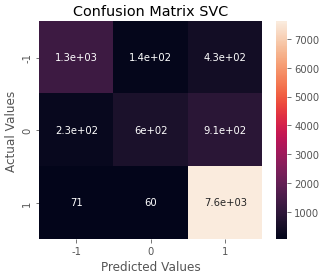 Confusion Matrix SVC
Actual Values
-1
0
1
1.3e+03 1.4e+02 4.3e+02
2.3e+02 6e+02 9.1e+02
71 60 7.6e+03
-1 0 1
Predicted Values
7000
6000
5000
4000
3000
2000
1000